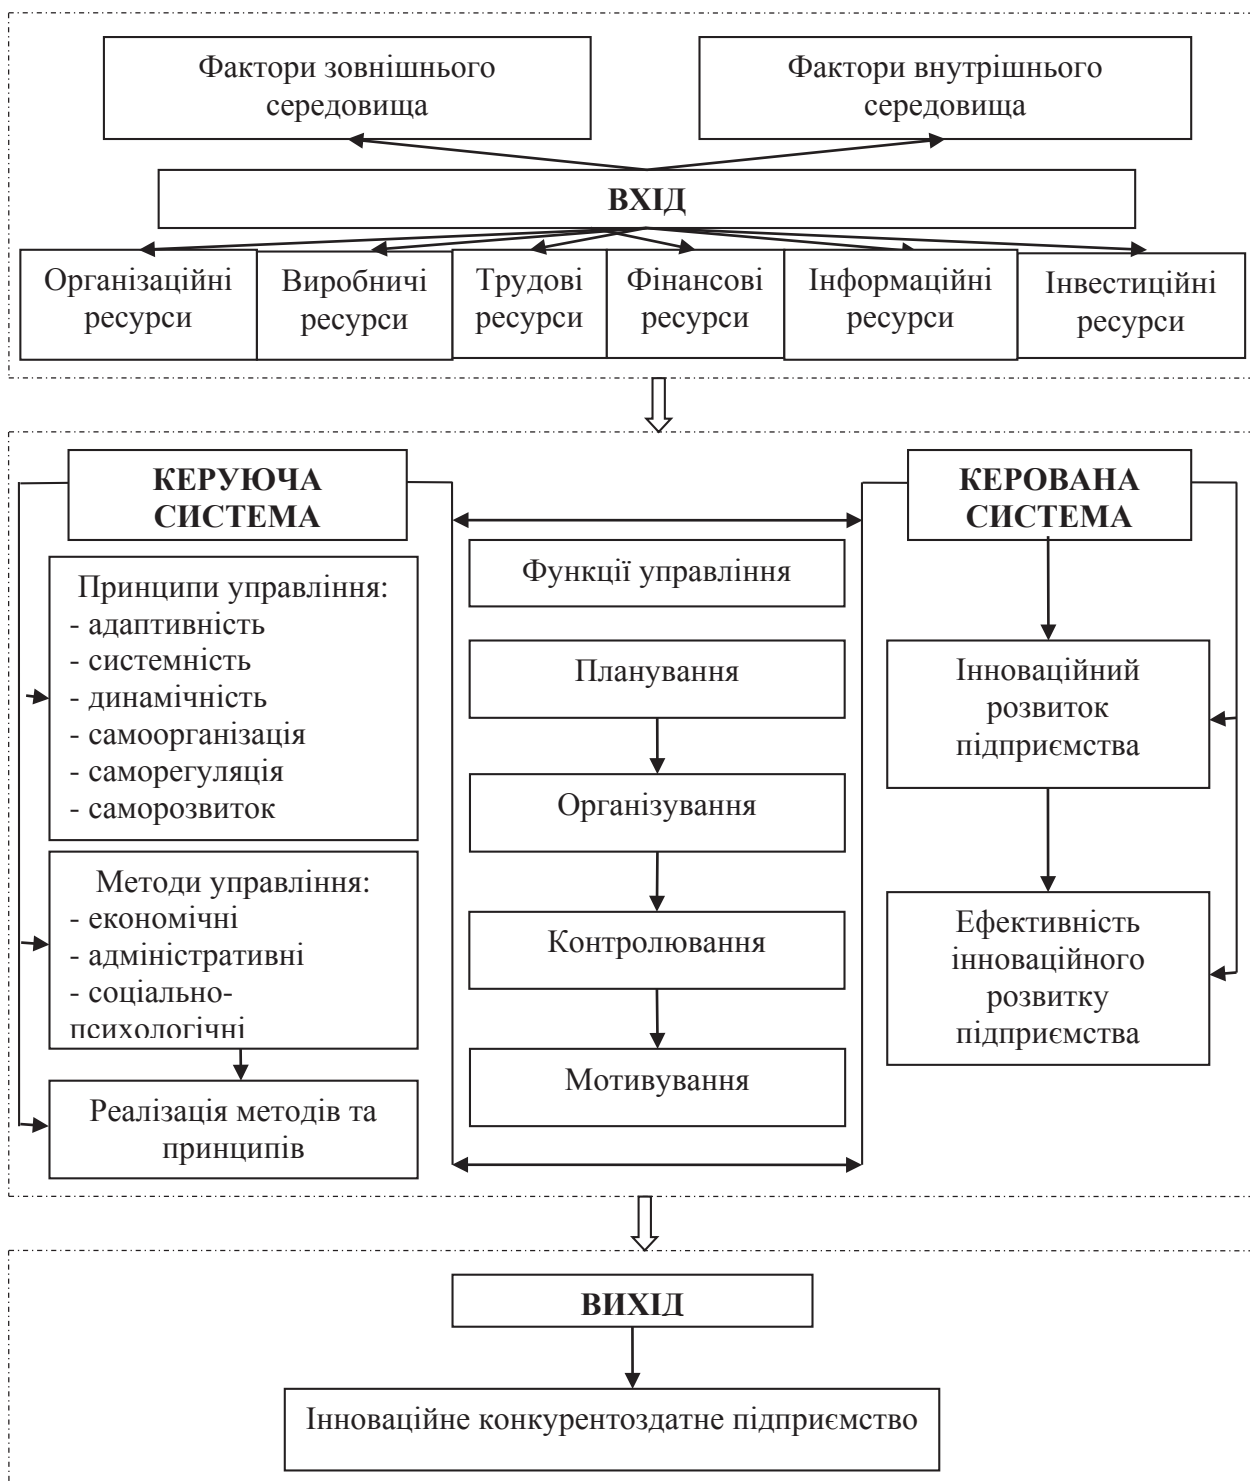 Фактори зовнішнього
середовища
Фактори внутрішнього
середовища
ВХІД
Організаційні
ресурси
Виробничі
ресурси
Трудові
ресурси
Фінансові
ресурси
Інформаційні
ресурси
Інвестиційні
ресурси
КЕРУЮЧА
СИСТЕМА
Принципи управління:
- адаптивність
- системність
- динамічність
- самоорганізація
- саморегуляція
- саморозвиток
Методи управління:
- економічні
- адміністративні
- соціально-
психологічні
Реалізація методів та
принципів
Функції управління
Планування
Організування
Контролювання
Мотивування
КЕРОВАНА
СИСТЕМА
Інноваційний
розвиток
підприємства
Ефективність
інноваційного
розвитку
підприємства
ВИХІД
Інноваційне конкурентоздатне підприємство